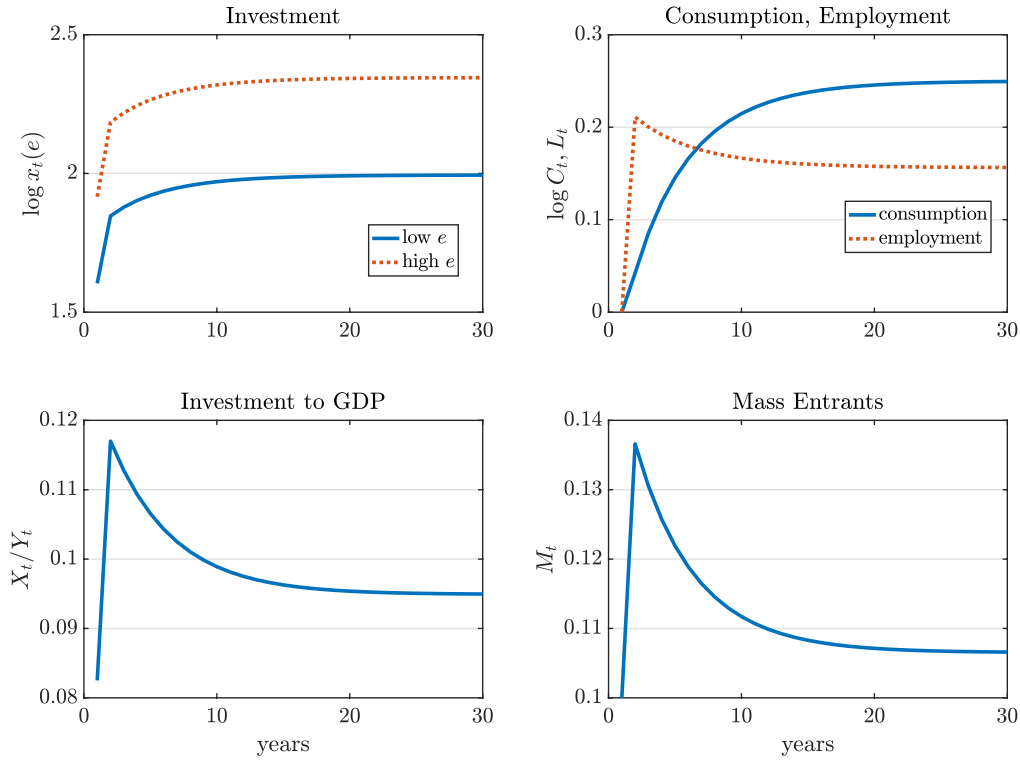 Investment
2.5
2
1.5
log x_t(e)
low e
high e
0 10 20 30
Consumption, Employment
0.3
0.2
0.1
0
log C_t, L_t
consumption
employment
0 10 20 30
Investment to GDP
0.12
0.11
0.1
0.09
0.08
X_t/Y_t
0 10 20 30
years
Mass Entrants
0.14
0.13
0.12
0.11
0.1
M_t
0 10 20 30
years